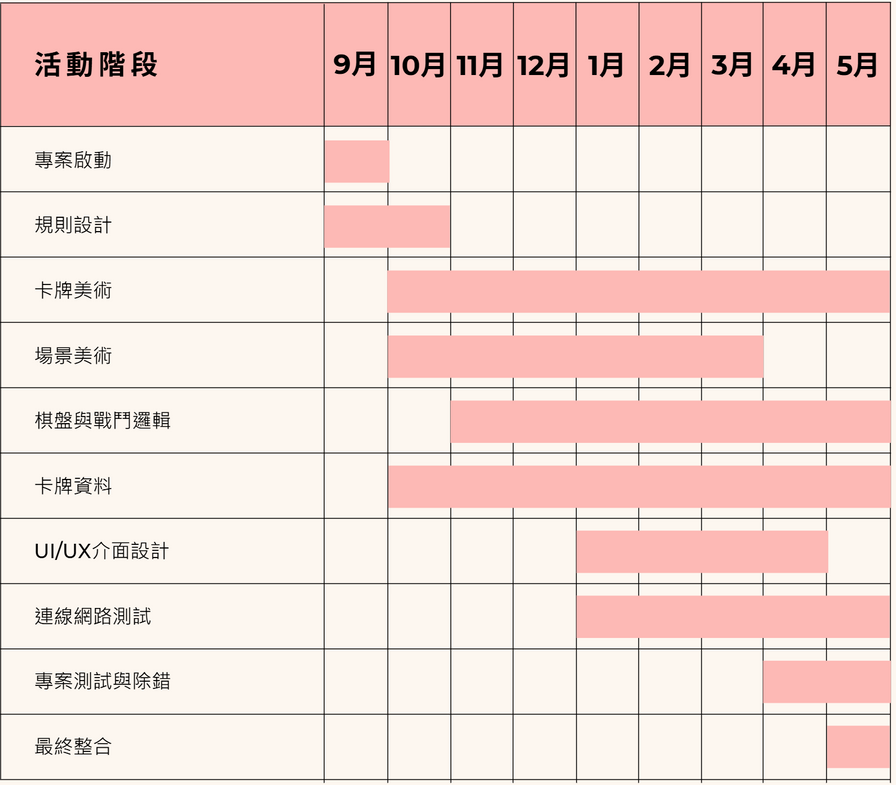 活動階段 9月 10月 11月 12月 1月 2月 3月 4月 5月
專案啟動
規則設計
卡牌美術
場景美術
棋盤與戰鬥邏輯
卡牌資料
UI/UX介面設計
連線網路測試
專案測試與除錯
最終整合